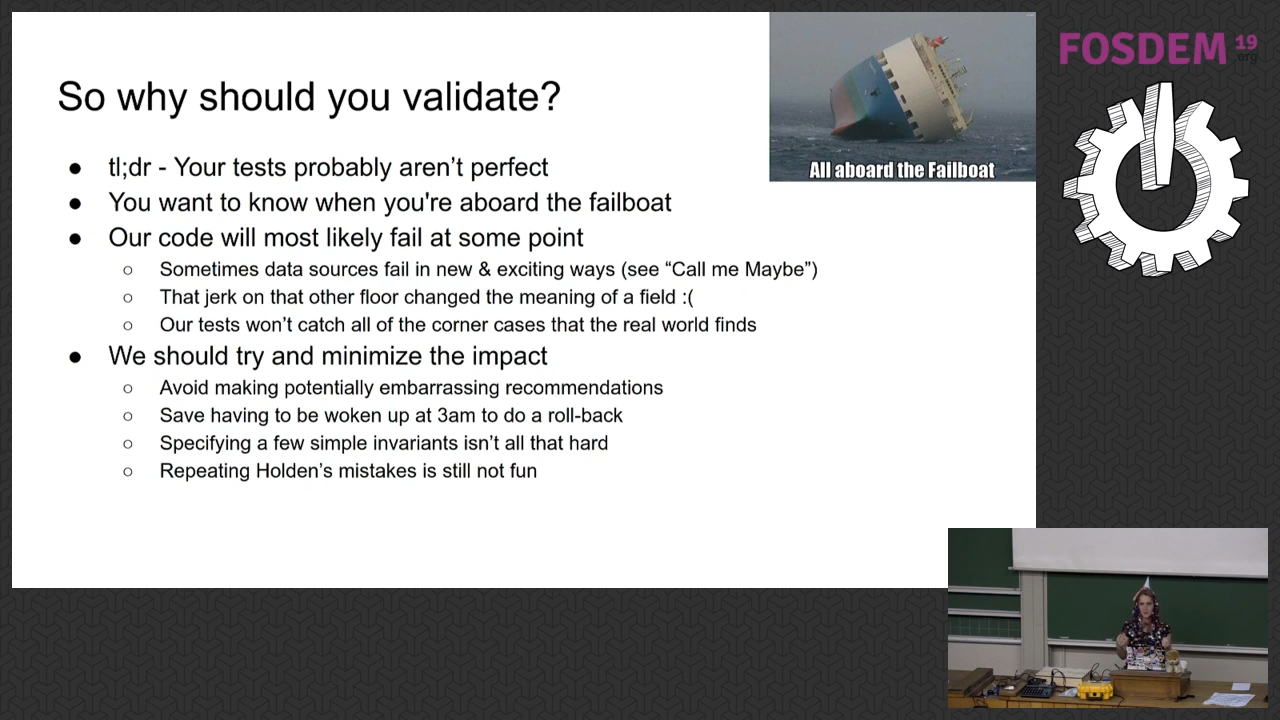 So why should you validate?
● tl;dr - Your tests probably aren’t perfect
● You want to know when you're aboard the failboat
● Our code will most likely fail at some point
○ Sometimes data sources fail in new & exciting ways (see “Call me Maybe”)
○ That jerk on that other floor changed the meaning of a field :(
○ Our tests won’t catch all of the corner cases that the real world finds
● We should try and minimize the impact
○ Avoid making potentially embarrassing recommendations
○ Save having to be woken up at 3am to do a roll-back
○ Specifying a few simple invariants isn’t all that hard
○ Repeating Holden’s mistakes is still not fun
All aboard the Failboat
FOSDEM 19
.org